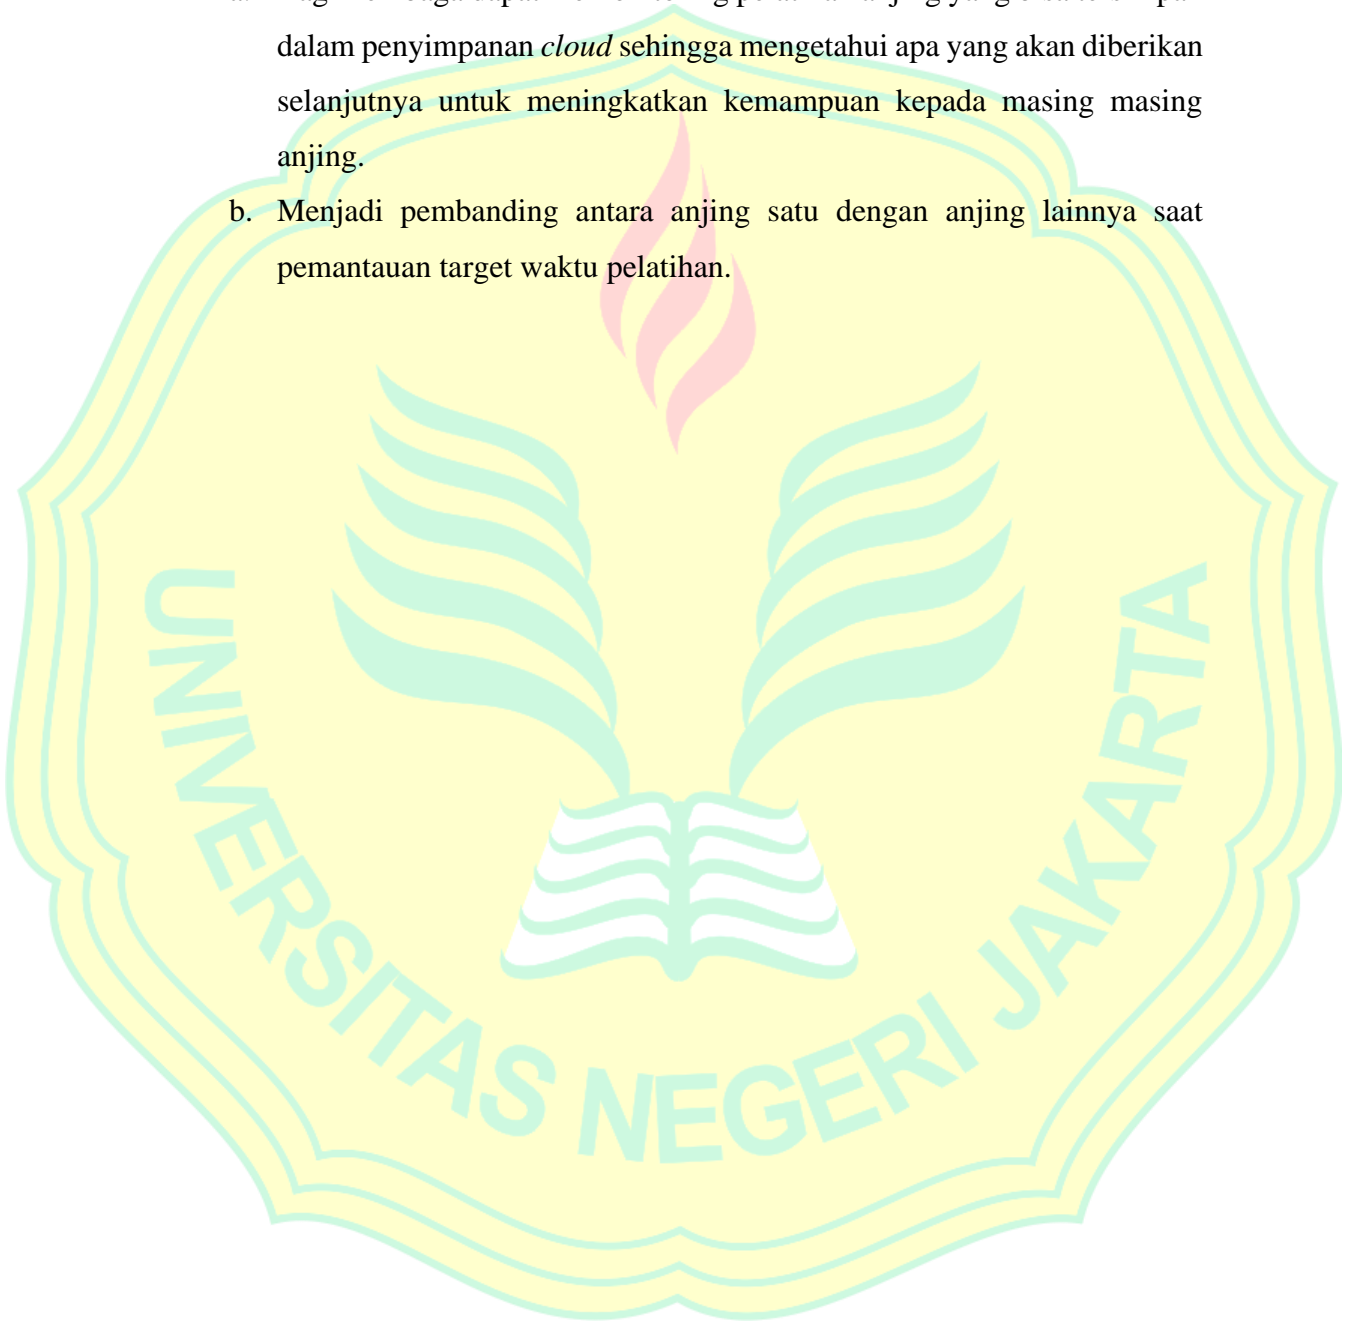 dalam penyimpanan cloud sehingga mengetahui apa yang akan diberikan
selanjutnya untuk meningkatkan kemampuan kepada masing masing
anjing.
b. Menjadi pembanding antara anjing satu dengan anjing lainnya saat
pemantauan target waktu pelatihan.
UNIVERSITAS NEGERI JAKARTA